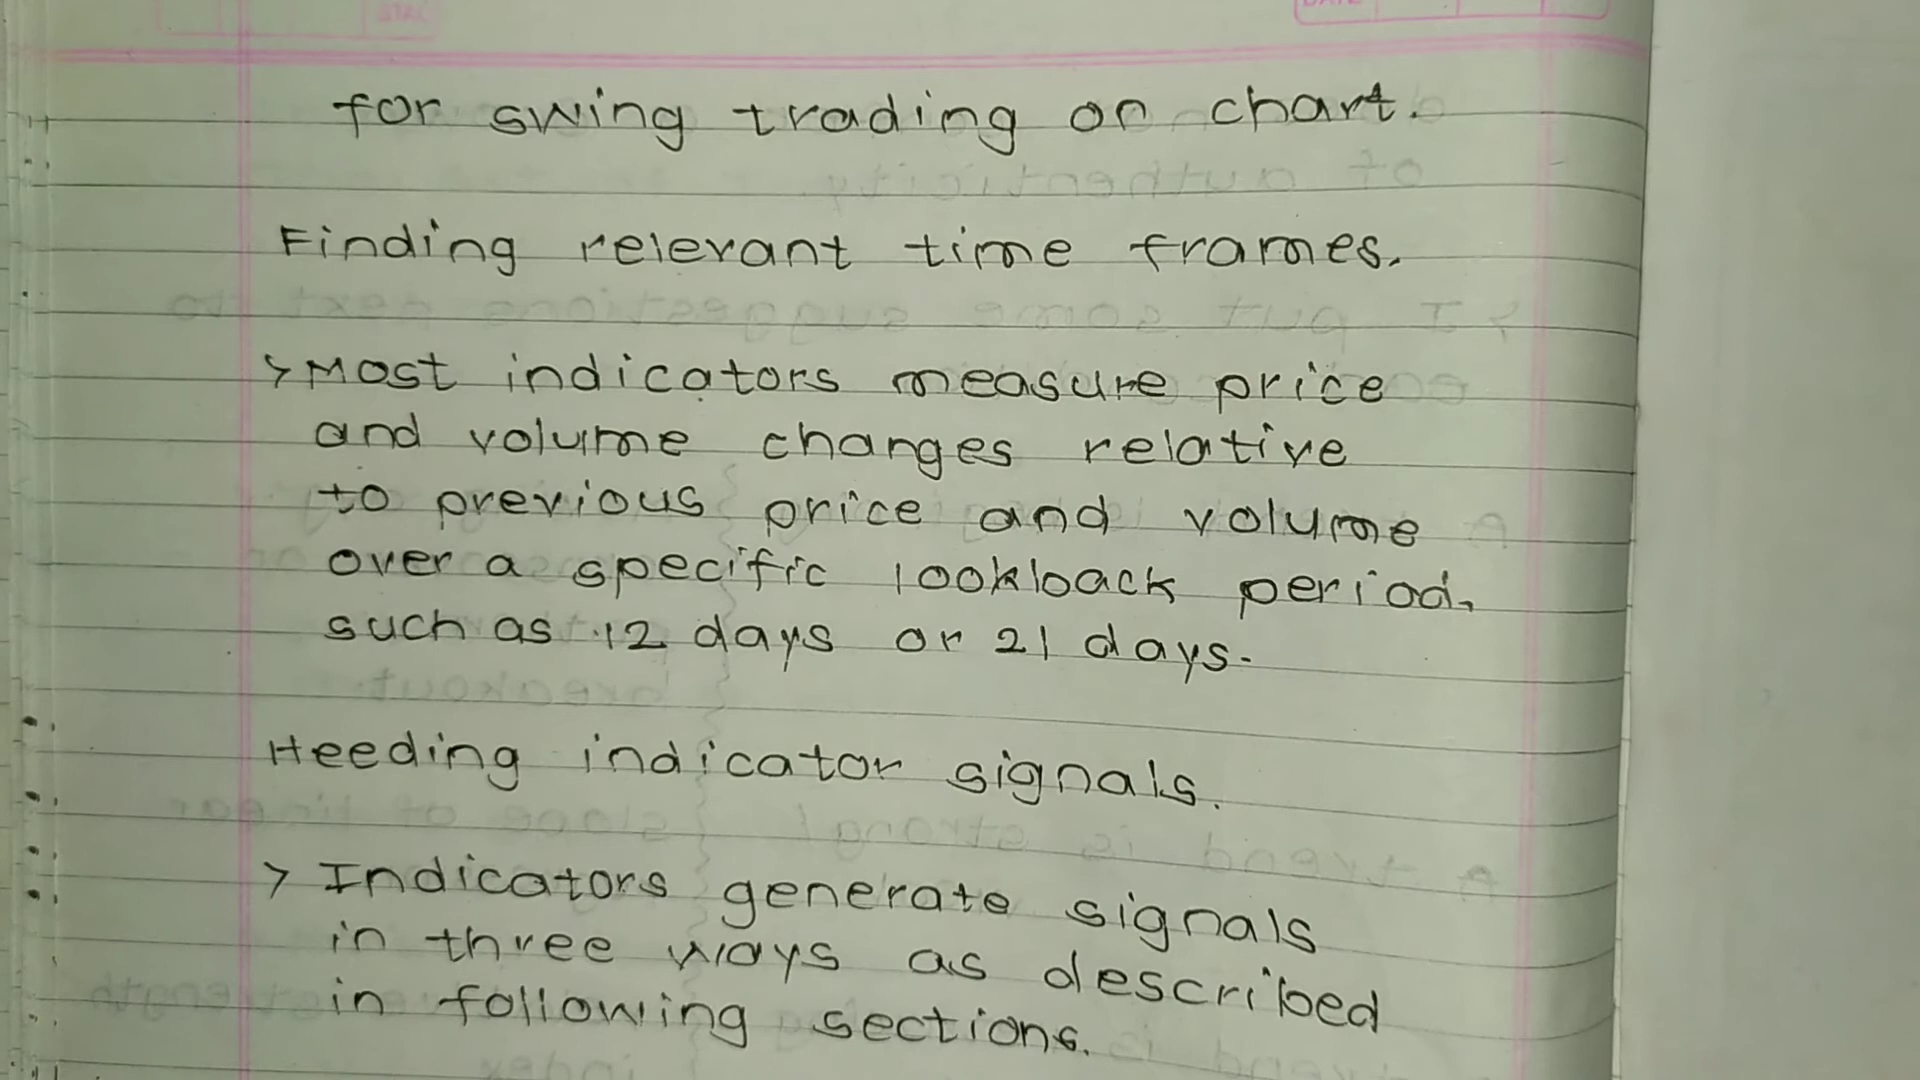 for swing trading on chart.
Finding relevant time frames.
> Most indicators measure price
and volume changes relative
to previous price and volume
over a specific lookback period,
such as 12 days or 21 days.
Heeding indicator signals.
> Indicators generate signals
in three ways as described
in following sections.